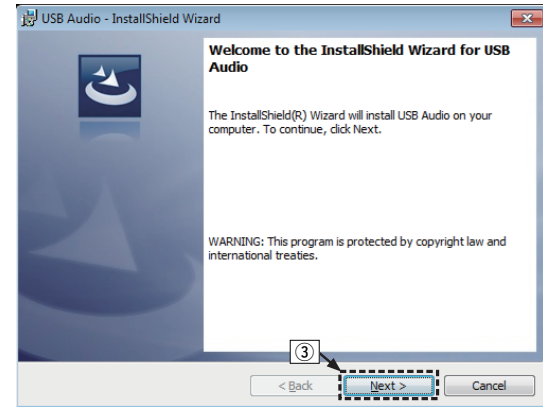 USB Audio - InstallShield Wizard
Welcome to the InstallShield Wizard for USB
Audio
The InstallShield(R) Wizard will install USB Audio on your
computer. To continue, click Next.
WARNING: This program is protected by copyright law and
international treaties.
③
< Back Next > Cancel